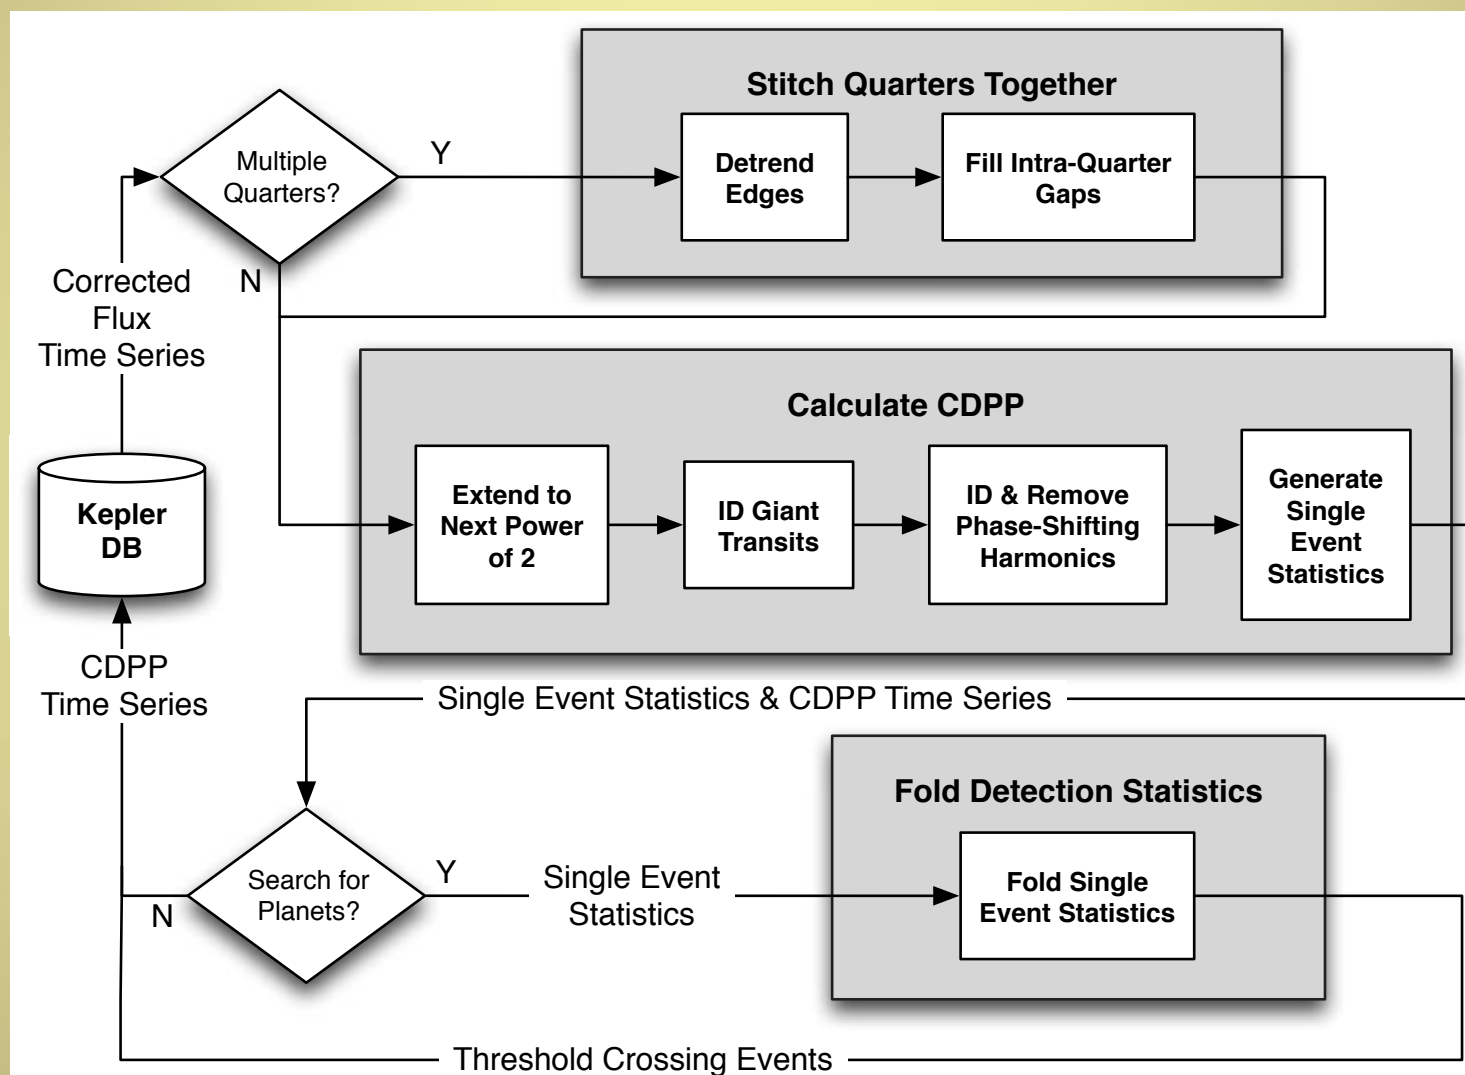 Stitch Quarters Together
Multiple
Quarters?
Y
N
Detrend
Edges
Fill Intra-Quarter
Gaps
Corrected
Flux
Time Series
Calculate CDPP
Kepler
DB
Extend to
Next Power
of 2
ID Giant
Transits
ID & Remove
Phase-Shifting
Harmonics
Generate
Single
Event
Statistics
CDPP
Time Series
Single Event Statistics & CDPP Time Series
Fold Detection Statistics
Search for
Planets?
Y
N
Single Event
Statistics
Fold Single
Event Statistics
Threshold Crossing Events